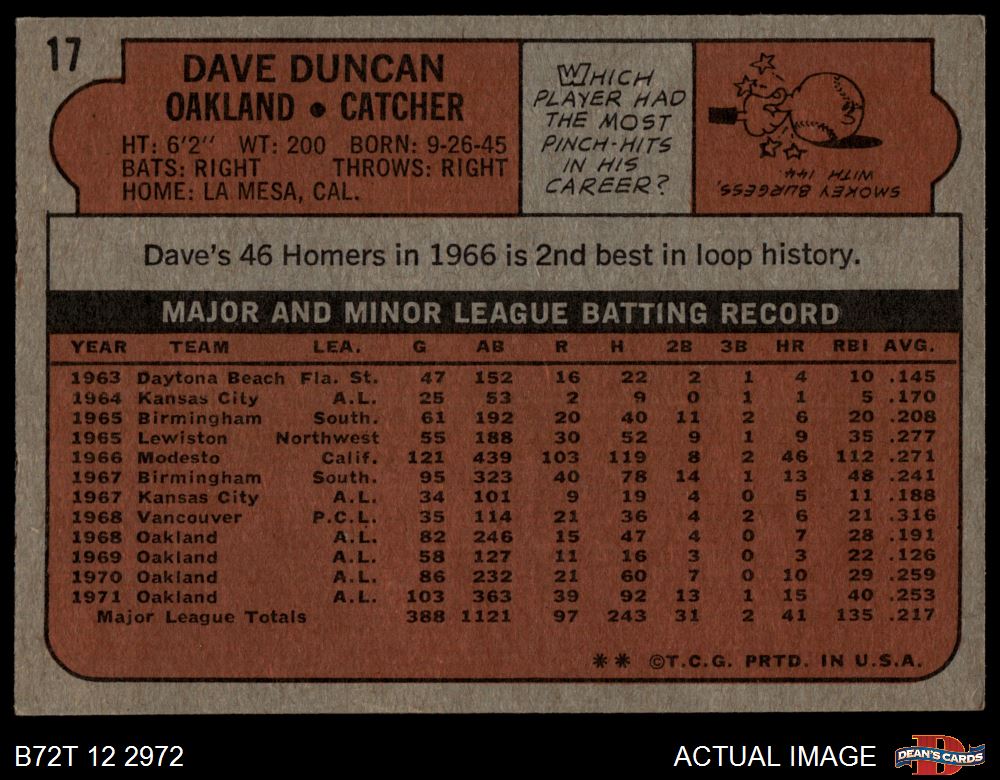 17
DAVE DUNCAN
OAKLAND • CATCHER
HT: 6'2" WT: 200 BORN: 9-26-45
BATS: RIGHT THROWS: RIGHT
HOME: LA MESA, CAL.
WHICH
PLAYER HAD
THE MOST
PINCH-HITS
IN HIS
CAREER?
SMOKEY BURGESS,
WITH 144
Dave's 46 Homers in 1966 is 2nd best in loop history.
MAJOR AND MINOR LEAGUE BATTING RECORD
YEAR TEAM LEA. G AB R H 2B 3B HR RBI AVG.
1963 Daytona Beach Fla. St. 47 152 16 22 2 1 4 10 .145
1964 Kansas City A.L. 25 53 2 9 0 1 1 5 .170
1965 Birmingham South. 61 192 20 40 11 2 6 20 .208
1965 Lewiston Northwest 55 188 30 52 9 1 9 35 .277
1966 Modesto Calif. 121 439 103 119 8 2 46 112 .271
1967 Birmingham South. 95 323 40 78 14 1 13 48 .241
1967 Kansas City A.L. 34 101 9 19 4 0 5 11 .188
1968 Vancouver P.C.L. 35 114 21 36 4 2 6 21 .316
1968 Oakland A.L. 82 246 15 47 4 0 7 28 .191
1969 Oakland A.L. 58 127 11 16 3 0 3 22 .126
1970 Oakland A.L. 86 232 21 60 7 0 10 29 .259
1971 Oakland A.L. 103 363 39 92 13 1 15 40 .253
Major League Totals 388 1121 97 243 31 2 41 135 .217
** ©T.C.G. PRTD. IN U.S.A.
B72T 12 2972
ACTUAL IMAGE
DEAN'S CARDS